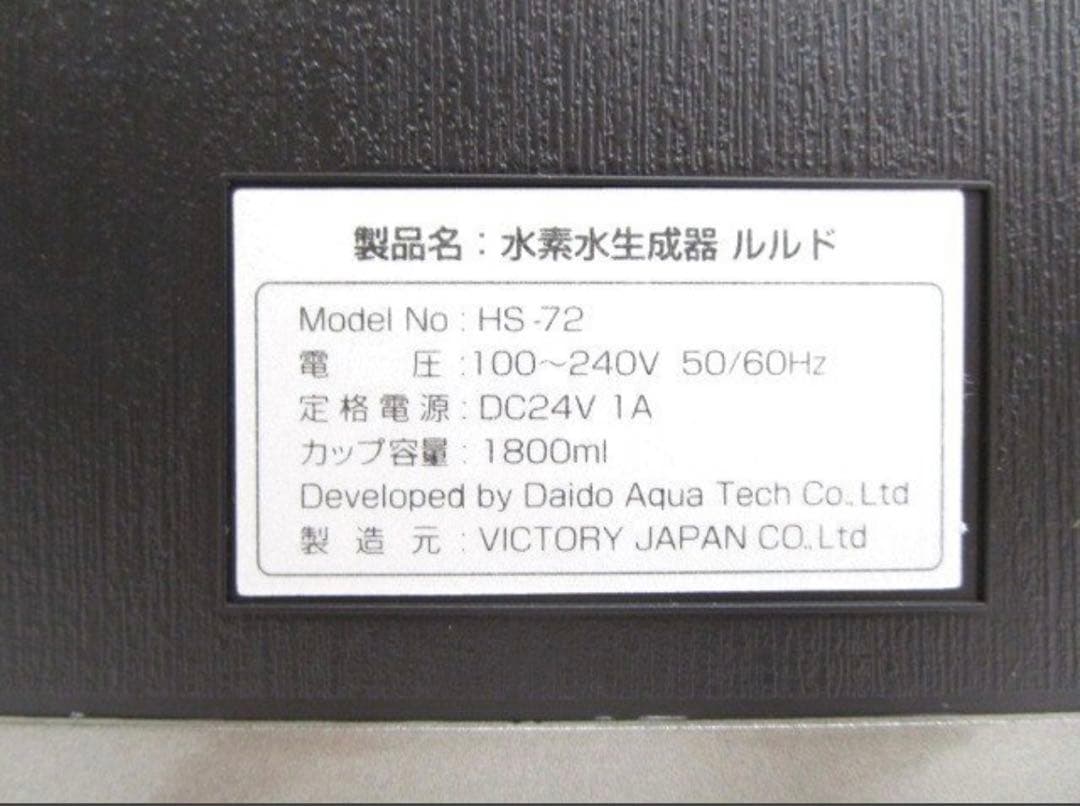 製品名：水素水生成器 ルルド
Model No : HS-72
電圧 : 100～240V 50/60Hz
定格電源 : DC24V 1A
カップ容量 : 1800ml
Developed by Daido Aqua Tech Co.,Ltd
製造元 : VICTORY JAPAN CO.,Ltd